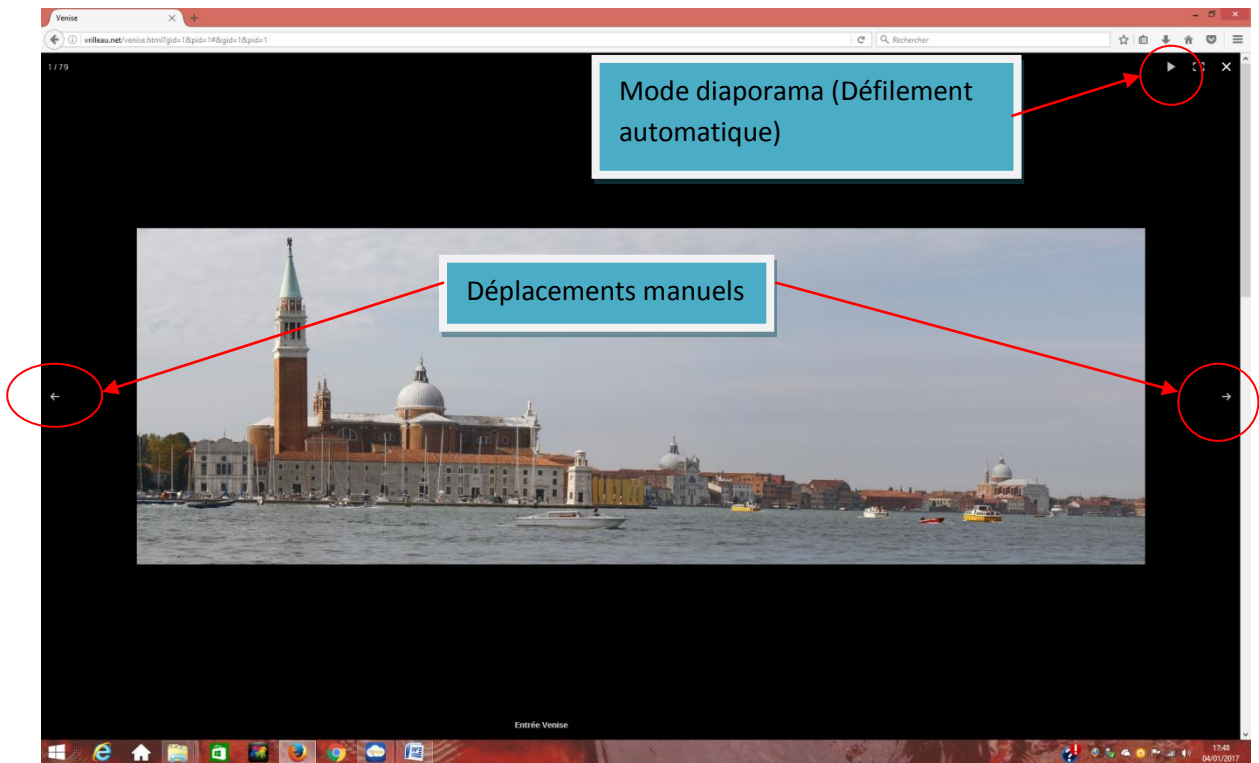 Venise
vrilleau.net/venise.html?gid=1&pid=1#&gid=1&pid=1
Rechercher
1 / 79
Mode diaporama (Défilement
automatique)
Déplacements manuels
Entrée Venise
17:48
04/01/2017